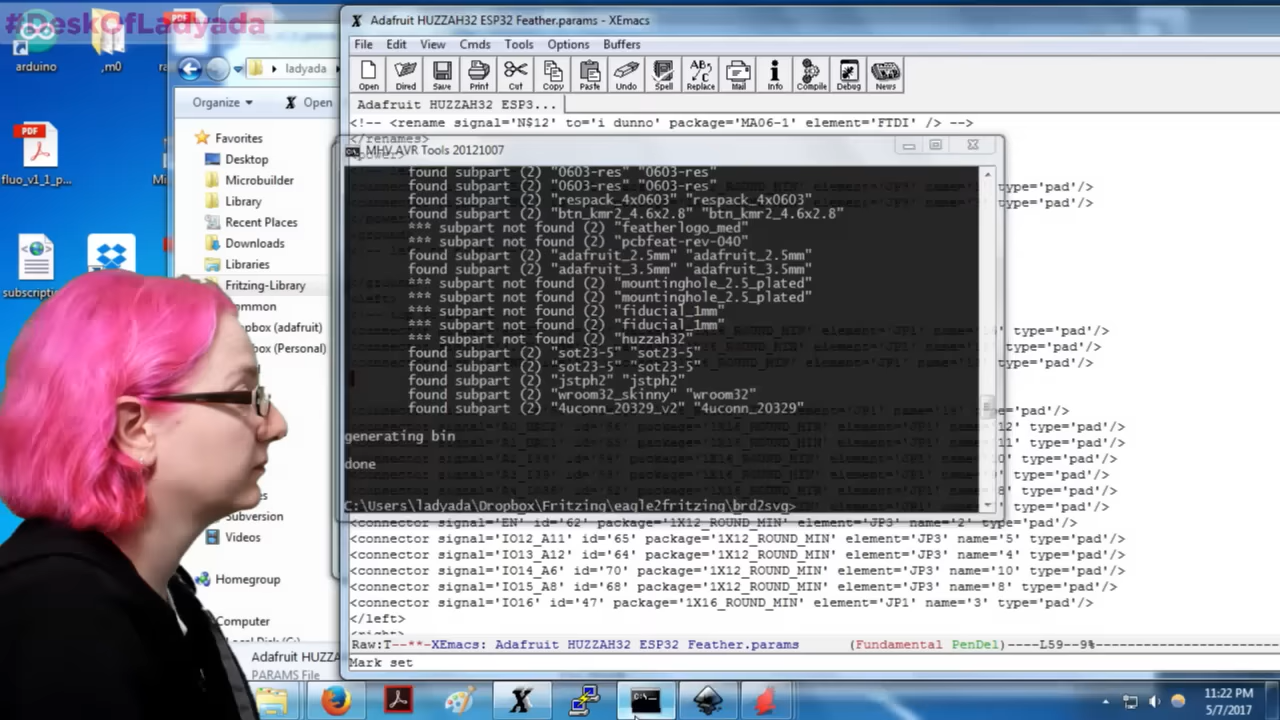 #DeskOfLadyada
arduino
,m0
fluo_v1_1_p...
subscripti
ladyada
Organize
Open
Favorites
Desktop
Microbuilder
Library
Recent Places
Downloads
Libraries
Fritzing-Library
ommon
pbox (adafruit)
pbox (Personal)
ubversion
Videos
Homegroup
Computer
Adafruit HUZZA
PARAMS File
Adafruit HUZZAH32 ESP32 Feather.params - XEmacs
File Edit View Cmds Tools Options Buffers
Open Dired Save Print Cut Copy Paste Undo Spell Replace Mail Info Compile Debug News
Adafruit HUZZAH32 ESP3...
<!-- <rename signal='N$12' to='i dunno' package='MA06-1' element='FTDI' /> -->
</renames>
MHV AVR Tools 20121007
found subpart (2) "0603-res" "0603-res"
found subpart (2) "0603-res" "0603-res"
found subpart (2) "respack_4x0603" "respack_4x0603"
found subpart (2) "btn_kmr2_4.6x2.8" "btn_kmr2_4.6x2.8"
*** subpart not found (2) "featherlogo_med"
*** subpart not found (2) "pcbfeat-rev-040"
found subpart (2) "adafruit_2.5mm" "adafruit_2.5mm"
found subpart (2) "adafruit_3.5mm" "adafruit_3.5mm"
*** subpart not found (2) "mountinghole_2.5_plated"
*** subpart not found (2) "mountinghole_2.5_plated"
*** subpart not found (2) "fiducial_1mm"
*** subpart not found (2) "fiducial_1mm"
*** subpart not found (2) "huzzah32"
found subpart (2) "sot23-5" "sot23-5"
found subpart (2) "sot23-5" "sot23-5"
found subpart (2) "jstph2" "jstph2"
found subpart (2) "wroom32_skinny" "wroom32"
found subpart (2) "4uconn_20329_v2" "4uconn_20329"
generating bin
done
C:\Users\ladyada\Dropbox\Fritzing\eagle2fritzing\brd2svg>
<connector signal='EN' id='62' package='1X12_ROUND_MIN' element='JP3' name='2' type='pad'/>
<connector signal='IO12_A11' id='65' package='1X12_ROUND_MIN' element='JP3' name='5' type='pad'/>
<connector signal='IO13_A12' id='64' package='1X12_ROUND_MIN' element='JP3' name='4' type='pad'/>
<connector signal='IO14_A6' id='70' package='1X12_ROUND_MIN' element='JP3' name='10' type='pad'/>
<connector signal='IO15_A8' id='68' package='1X12_ROUND_MIN' element='JP3' name='8' type='pad'/>
<connector signal='IO16' id='47' package='1X16_ROUND_MIN' element='JP1' name='3' type='pad'/>
</left>
Raw:T--**-XEmacs: Adafruit HUZZAH32 ESP32 Feather.params (Fundamental PenDel)----L59--9%
Mark set
11:22 PM
5/7/2017